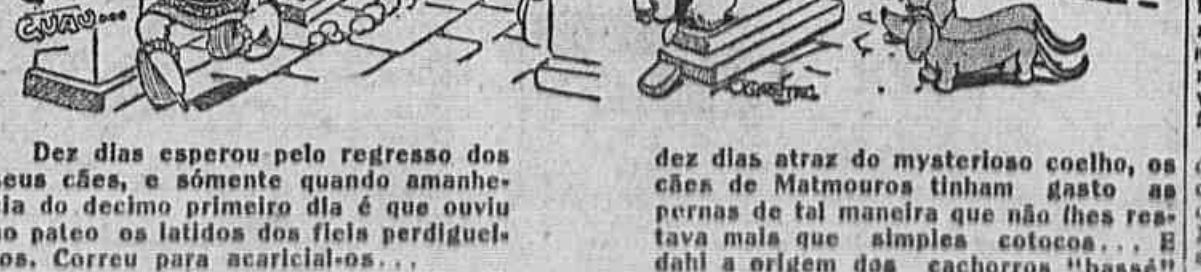 GUAU...
Dez dias esperou pelo regresso dos
seus cães, e sómente quando amanhe-
cia do decimo primeiro dia é que ouviu
no pateo os latidos dos fieis perdiguei-
ros. Correu para acaricial-os...
dez dias atraz do mysterioso coelho, os
cães de Matmouros tinham gasto as
pernas de tal maneira que não lhes res-
tava mais que simples cotocos... E
dahi a origem dos cachorros "bassé"